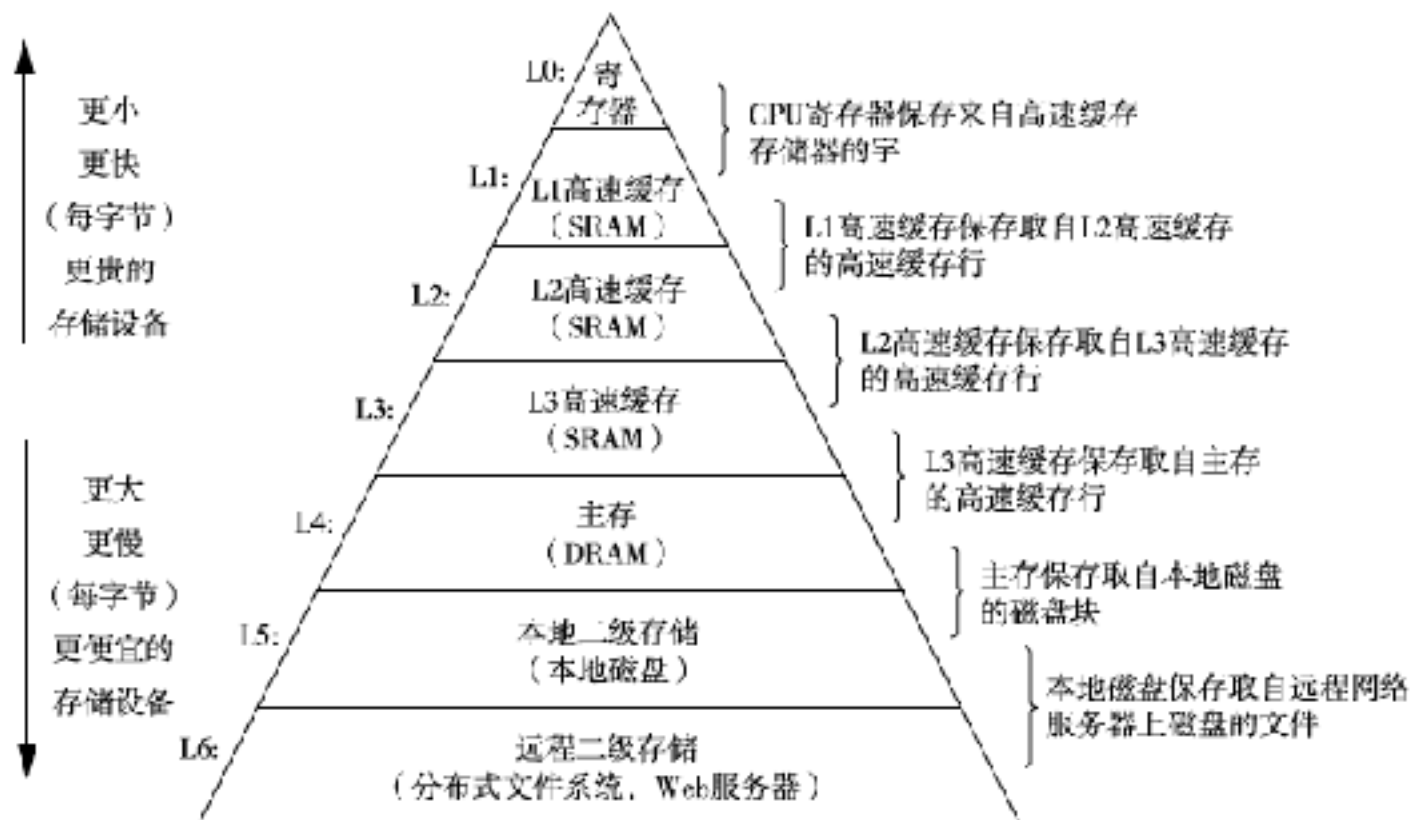 更小
更快
（每字节）
更贵的
存储设备
更大
更慢
（每字节）
更便宜的
存储设备
L0:
寄
存器
L1:
L1高速缓存
（SRAM）
L2:
L2高速缓存
（SRAM）
L3:
L3高速缓存
（SRAM）
L4:
主存
（DRAM）
L5:
本地二级存储
（本地磁盘）
L6:
远程二级存储
（分布式文件系统，Web服务器）
CPU寄存器保存来自高速缓存
存储器的字
L1高速缓存保存取自L2高速缓存
的高速缓存行
L2高速缓存保存取自L3高速缓存
的高速缓存行
L3高速缓存保存取自主存
的高速缓存行
主存保存取自本地磁盘
的磁盘块
本地磁盘保存取自远程网络
服务器上磁盘的文件